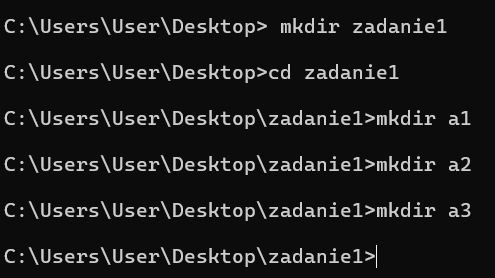 C:\Users\User\Desktop> mkdir zadanie1
C:\Users\User\Desktop>cd zadanie1
C:\Users\User\Desktop\zadanie1>mkdir a1
C:\Users\User\Desktop\zadanie1>mkdir a2
C:\Users\User\Desktop\zadanie1>mkdir a3
C:\Users\User\Desktop\zadanie1>